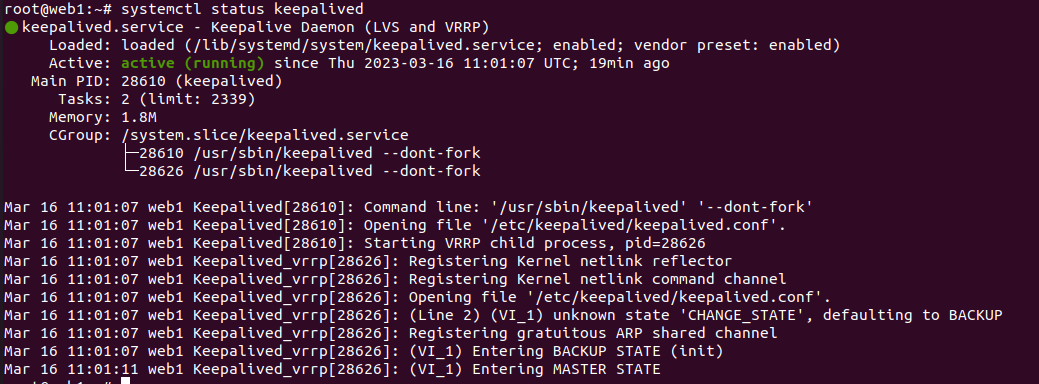 root@web1:~# systemctl status keepalived
● keepalived.service - Keepalive Daemon (LVS and VRRP)
Loaded: loaded (/lib/systemd/system/keepalived.service; enabled; vendor preset: enabled)
Active: active (running) since Thu 2023-03-16 11:01:07 UTC; 19min ago
Main PID: 28610 (keepalived)
Tasks: 2 (limit: 2339)
Memory: 1.8M
CGroup: /system.slice/keepalived.service
├─28610 /usr/sbin/keepalived --dont-fork
└─28626 /usr/sbin/keepalived --dont-fork
Mar 16 11:01:07 web1 Keepalived[28610]: Command line: '/usr/sbin/keepalived' '--dont-fork'
Mar 16 11:01:07 web1 Keepalived[28610]: Opening file '/etc/keepalived/keepalived.conf'.
Mar 16 11:01:07 web1 Keepalived[28610]: Starting VRRP child process, pid=28626
Mar 16 11:01:07 web1 Keepalived_vrrp[28626]: Registering Kernel netlink reflector
Mar 16 11:01:07 web1 Keepalived_vrrp[28626]: Registering Kernel netlink command channel
Mar 16 11:01:07 web1 Keepalived_vrrp[28626]: Opening file '/etc/keepalived/keepalived.conf'.
Mar 16 11:01:07 web1 Keepalived_vrrp[28626]: (Line 2) (VI_1) unknown state 'CHANGE_STATE', defaulting to BACKUP
Mar 16 11:01:07 web1 Keepalived_vrrp[28626]: Registering gratuitous ARP shared channel
Mar 16 11:01:07 web1 Keepalived_vrrp[28626]: (VI_1) Entering BACKUP STATE (init)
Mar 16 11:01:11 web1 Keepalived_vrrp[28626]: (VI_1) Entering MASTER STATE